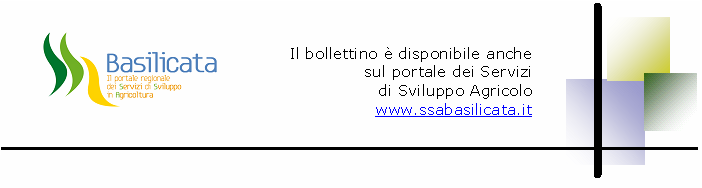 Basilicata
Il portale regionale
dei Servizi di Sviluppo
in Agricoltura
Il bollettino è disponibile anche
sul portale dei Servizi
di Sviluppo Agricolo
www.ssabasilicata.it